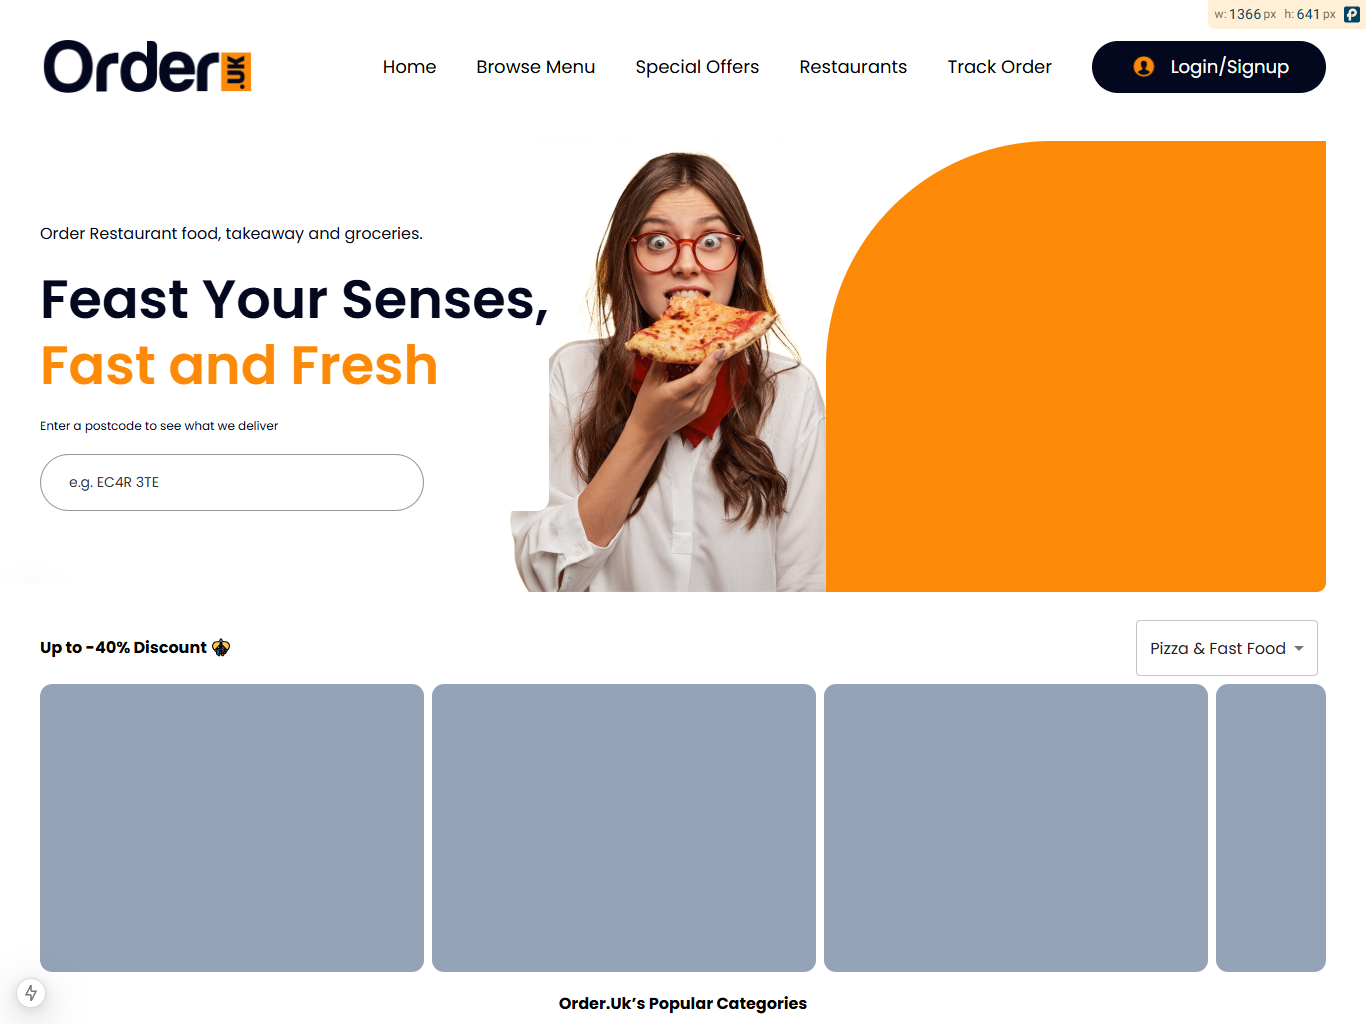 w: 1366 px h: 641 px
Order.UK
Home Browse Menu Special Offers Restaurants Track Order Login/Signup
Order Restaurant food, takeaway and groceries.
Feast Your Senses,
Fast and Fresh
Enter a postcode to see what we deliver
e.g. EC4R 3TE
Up to -40% Discount
Pizza & Fast Food
Order.Uk’s Popular Categories